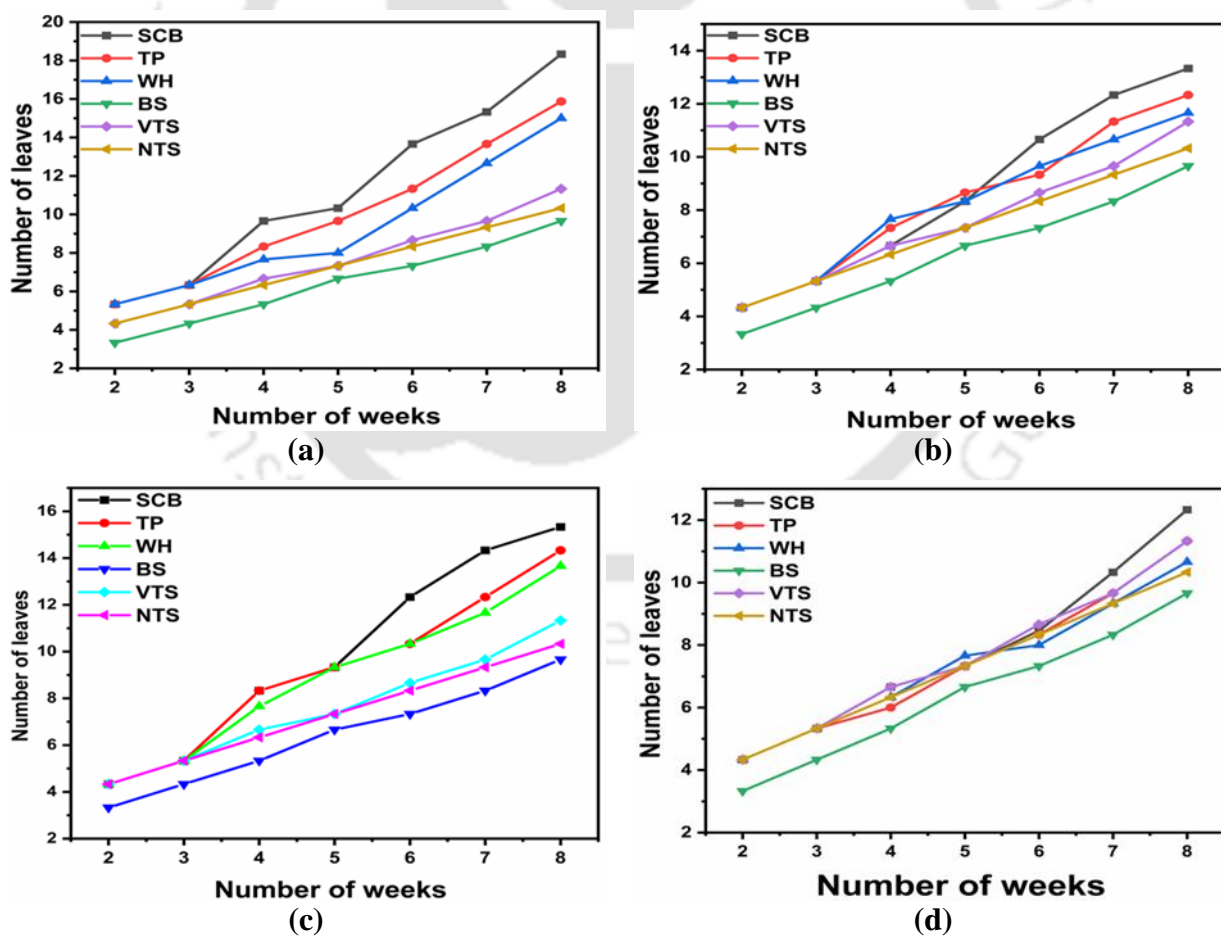 20
18
16
14
12
10
8
6
4
2
Number of leaves
SCB
TP
WH
BS
VTS
NTS
2 3 4 5 6 7 8
Number of weeks
(a)
14
12
10
8
6
4
2
Number of leaves
SCB
TP
WH
BS
VTS
NTS
2 3 4 5 6 7 8
Number of weeks
(b)
16
14
12
10
8
6
4
2
Number of leaves
SCB
TP
WH
BS
VTS
NTS
2 3 4 5 6 7 8
Number of weeks
(c)
12
10
8
6
4
2
Number of leaves
SCB
TP
WH
BS
VTS
NTS
2 3 4 5 6 7 8
Number of weeks
(d)